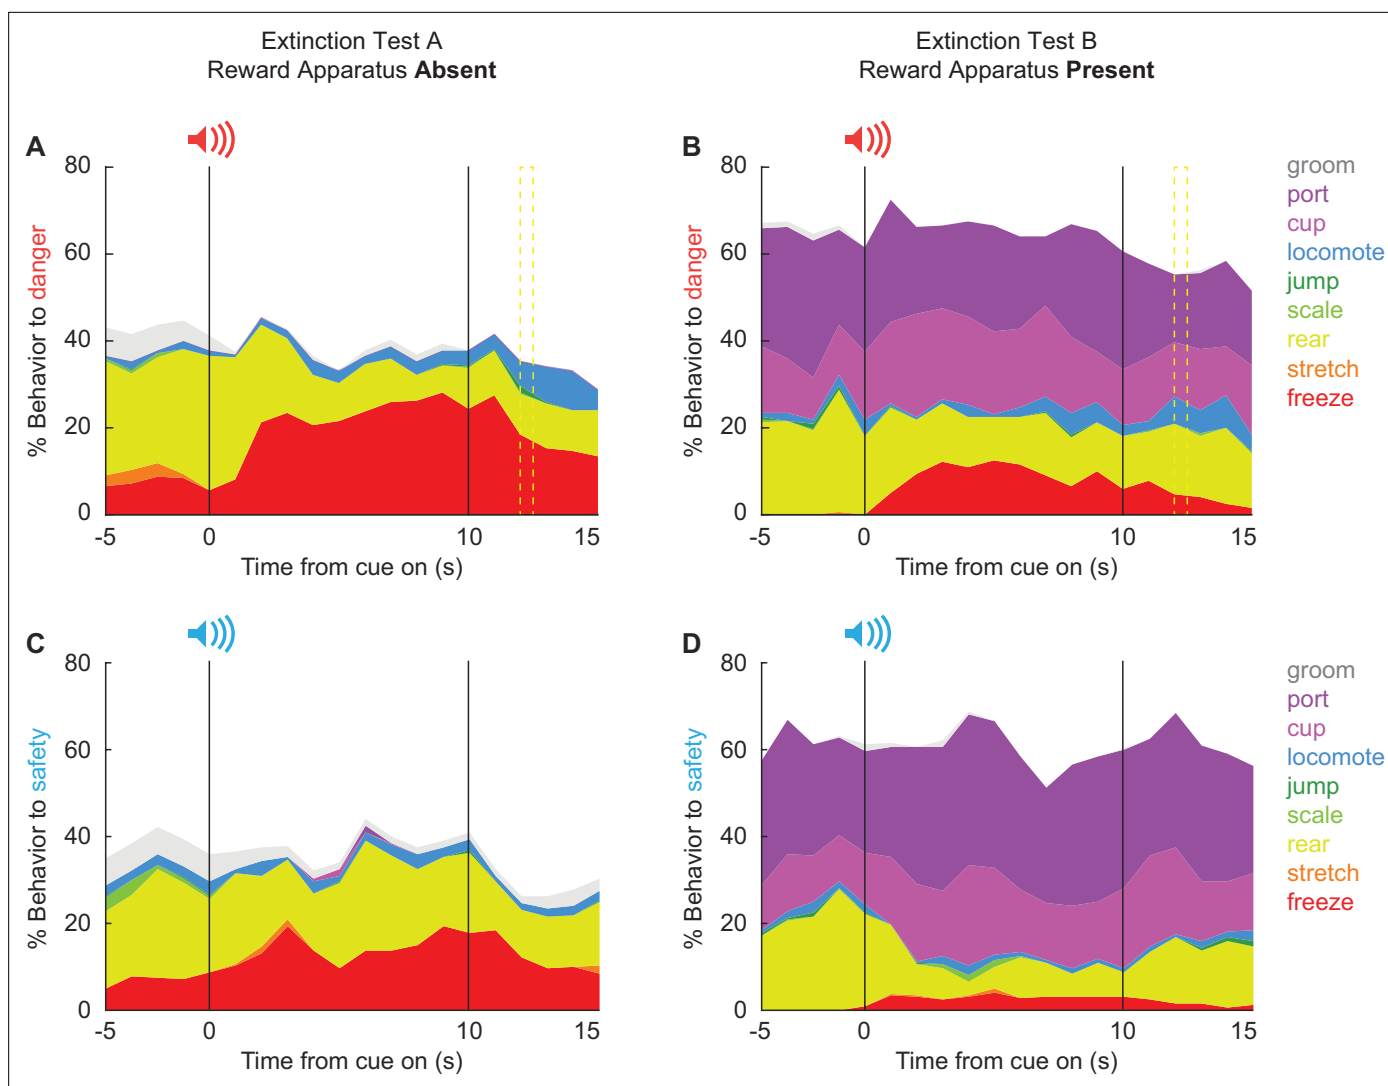 Extinction Test A
Reward Apparatus Absent
Extinction Test B
Reward Apparatus Present
A
80
60
40
20
0
% Behavior to danger
-5
0
10
15
Time from cue on (s)
B
80
60
40
20
0
% Behavior to danger
-5
0
10
15
Time from cue on (s)
groom
port
cup
locomote
jump
scale
rear
stretch
freeze
C
80
60
40
20
0
% Behavior to safety
-5
0
10
15
Time from cue on (s)
D
80
60
40
20
0
% Behavior to safety
-5
0
10
15
Time from cue on (s)
groom
port
cup
locomote
jump
scale
rear
stretch
freeze